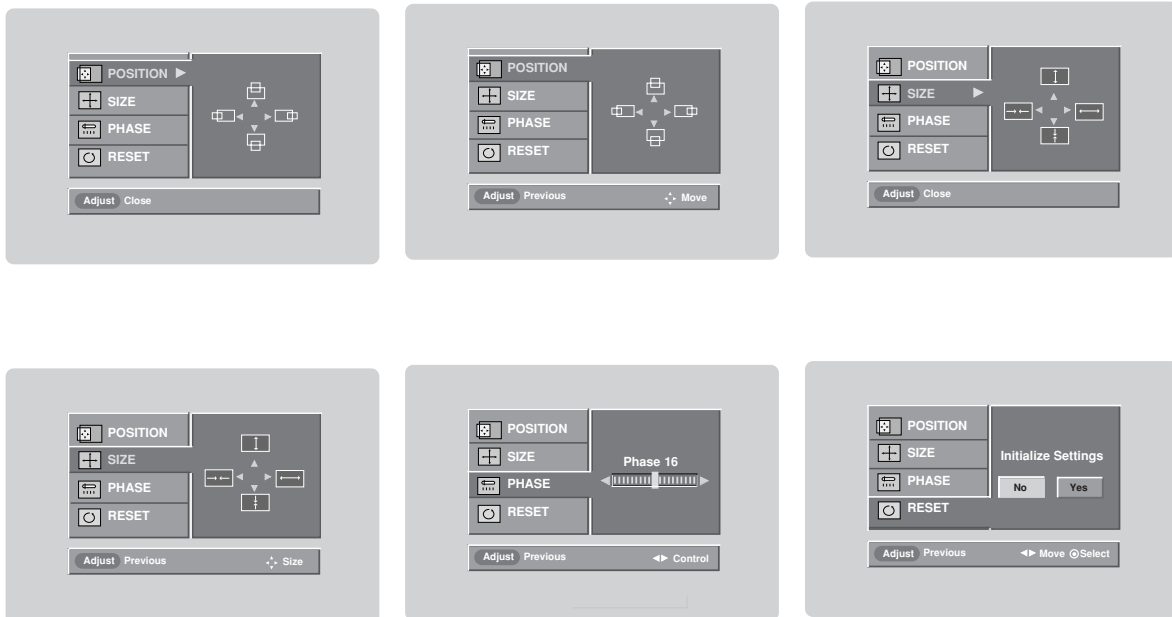 POSITION
SIZE
PHASE
RESET
Adjust Close
POSITION
SIZE
PHASE
RESET
Adjust Previous Move
POSITION
SIZE
PHASE
RESET
Adjust Close
POSITION
SIZE
PHASE
RESET
Adjust Previous Size
POSITION
SIZE
PHASE
RESET
Phase 16
Adjust Previous Control
POSITION
SIZE
PHASE
RESET
Initialize Settings
No Yes
Adjust Previous Move Select